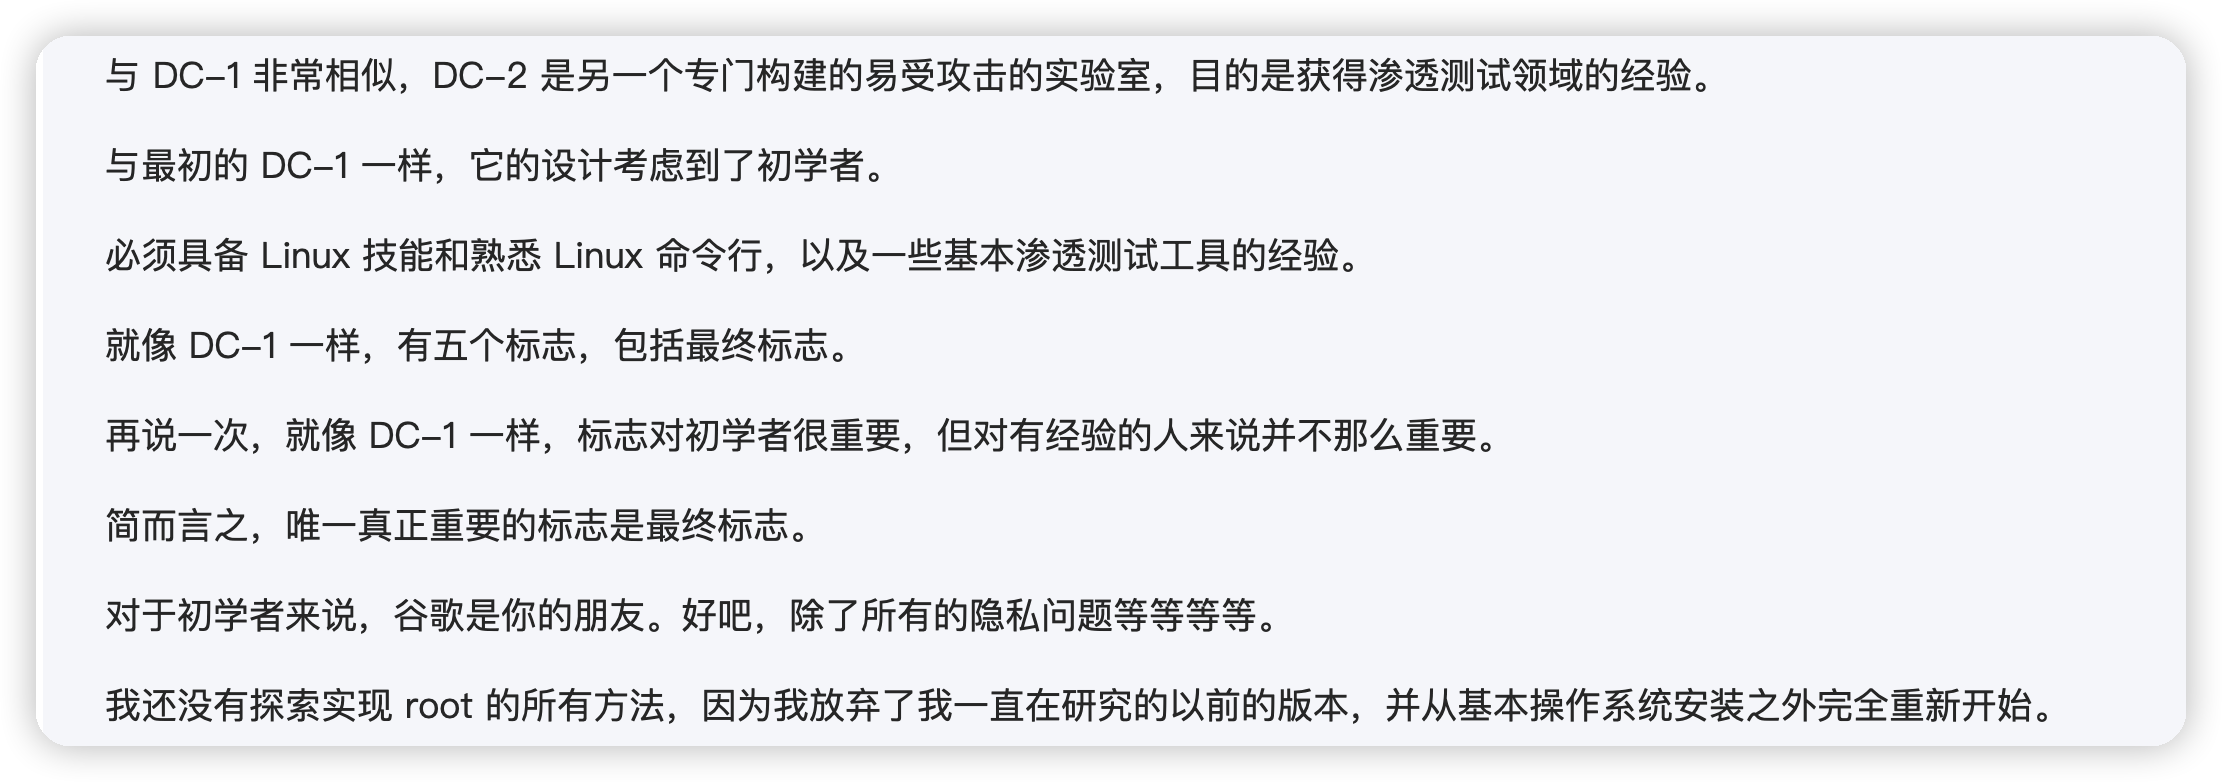 与 DC-1 非常相似，DC-2 是另一个专门构建的易受攻击的实验室，目的是获得渗透测试领域的经验。
与最初的 DC-1 一样，它的设计考虑到了初学者。
必须具备 Linux 技能和熟悉 Linux 命令行，以及一些基本渗透测试工具的经验。
就像 DC-1 一样，有五个标志，包括最终标志。
再说一次，就像 DC-1 一样，标志对初学者很重要，但对有经验的人来说并不那么重要。
简而言之，唯一真正重要的标志是最终标志。
对于初学者来说，谷歌是你的朋友。好吧，除了所有的隐私问题等等等等。
我还没有探索实现 root 的所有方法，因为我放弃了我一直在研究的以前的版本，并从基本操作系统安装之外完全重新开始。